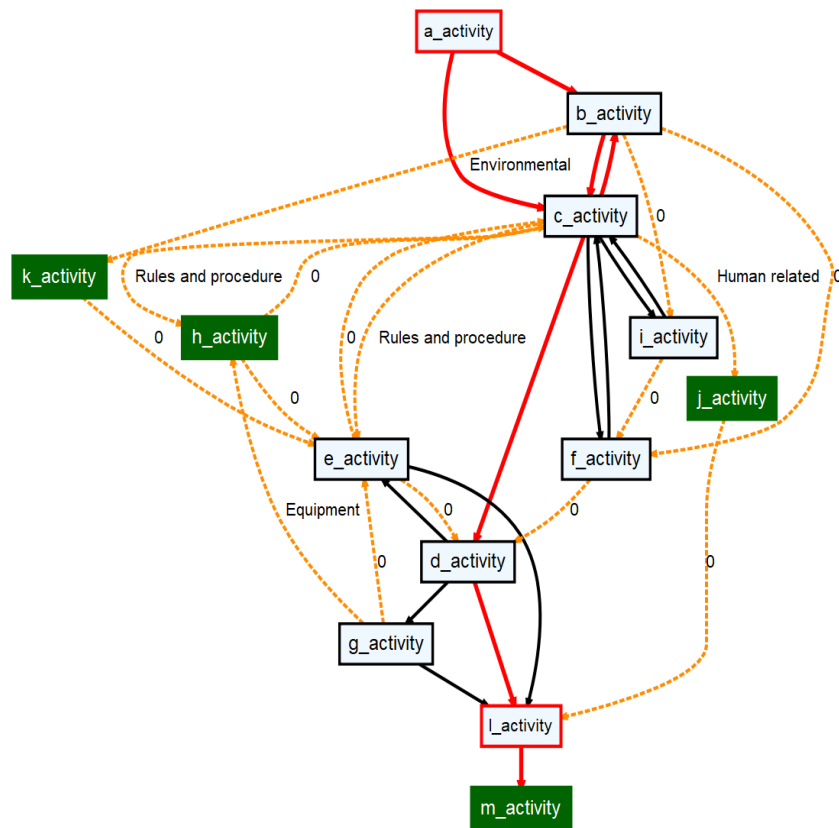 a_activity
b_activity
Environmental
0
c_activity
k_activity
Rules and procedure
0
Human related
0
h_activity
i_activity
0
0
Rules and procedure
j_activity
0
0
e_activity
f_activity
Equipment
0
0
d_activity
0
0
g_activity
l_activity
m_activity